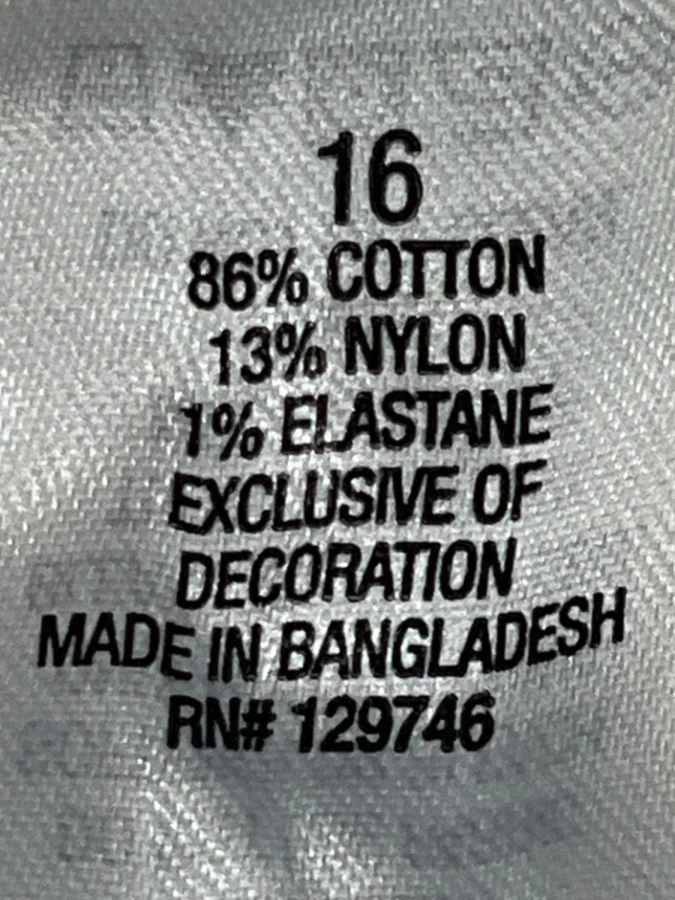 16
86% COTTON
13% NYLON
1% ELASTANE
EXCLUSIVE OF
DECORATION
MADE IN BANGLADESH
RN# 129746